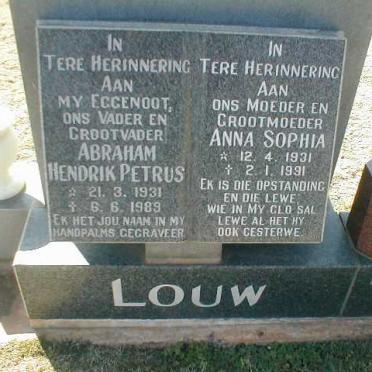 IN
TERE HERINNERING
AAN
MY EGGENOOT,
ONS VADER EN
GROOTVADER
ABRAHAM
HENDRIK PETRUS
☆ 21. 3. 1931
✝ 6. 6. 1989
EK HET JOU NAAM IN MY
HANDPALMS GEGRAVEER.
IN
TERE HERINNERING
AAN
ONS MOEDER EN
GROOTMOEDER
ANNA SOPHIA
☆ 12. 4. 1931
✝ 2. 1. 1991
EK IS DIE OPSTANDING
EN DIE LEWE,
WIE IN MY GLO SAL
LEWE AL HET HY
OOK GESTERWE.
LOUW